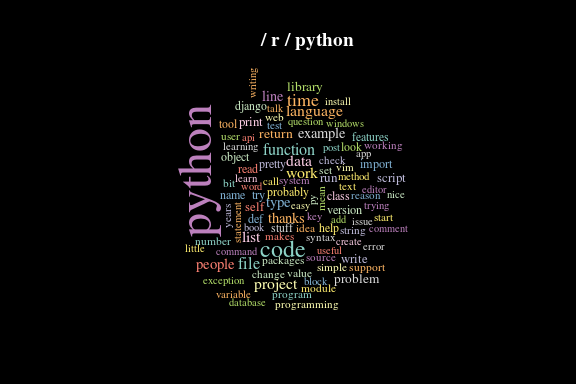 / r / python
writing
library
line time install
django talk language
web
tool print test question windows
user api return example features
learning function post look working
object pretty data check app
read work set vim import
learn call system run method script
bit word probably text editor
name try type easy py mean class reason nice
years self version trying
def thanks key add issue start
statement book stuff idea help string comment
list makes syntax create
number code useful error
little command source write
people file packages
change value simple support
exception project block problem
variable program module
database programming
python